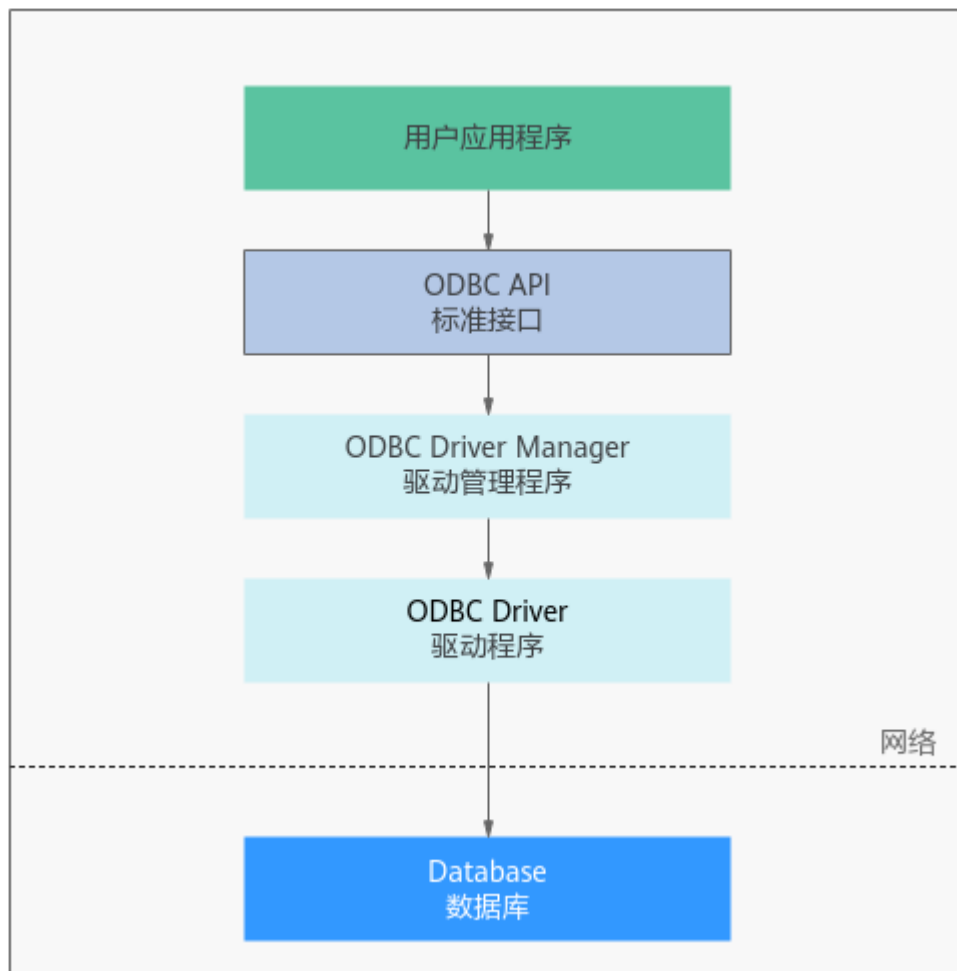 用户应用程序
ODBC API
标准接口
ODBC Driver Manager
驱动管理程序
ODBC Driver
驱动程序
网络
Database
数据库